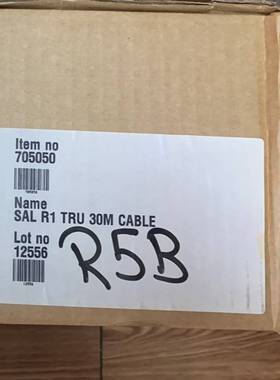 Item no
705050
Name
SAL R1 TRU 30M CABLE
Lot no
12556
R5B